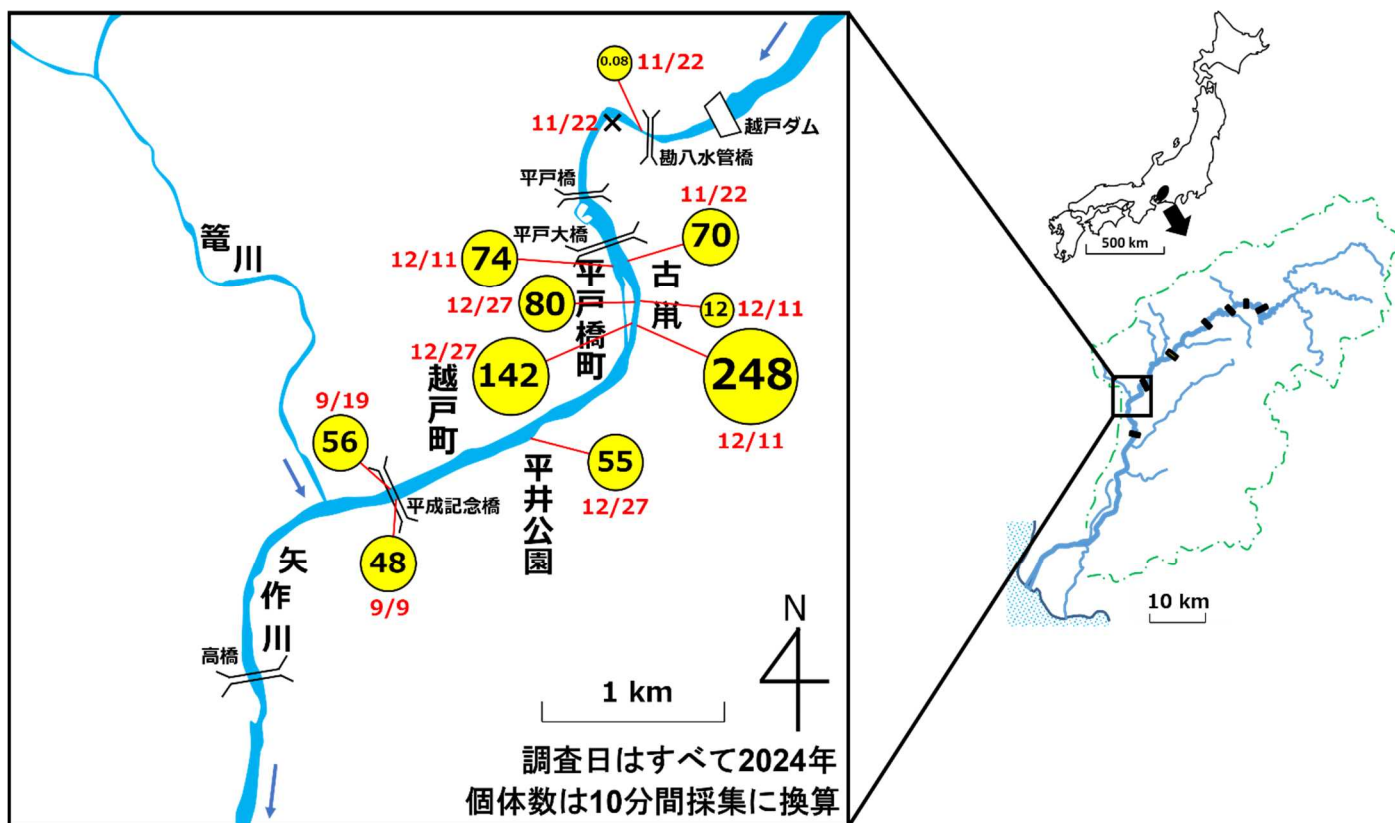 0.08
11/22
11/22
越戸ダム
勘八水管橋
平戸橋
11/22
平戸大橋
70
12/11
74
古鼡
平戸橋町
12/27
80
12
12/11
12/27
142
248
12/11
越戸町
籠川
9/19
56
55
12/27
平井公園
平成記念橋
48
9/9
矢作川
高橋
N
1 km
調査日はすべて2024年
個体数は10分間採集に換算
500 km
10 km